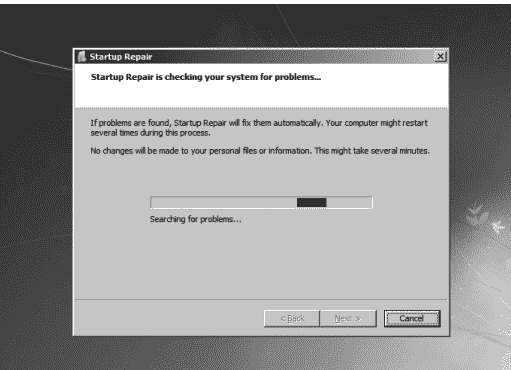 Startup Repair
Startup Repair is checking your system for problems...
If problems are found, Startup Repair will fix them automatically. Your computer might restart
several times during this process.
No changes will be made to your personal files or information. This might take several minutes.
Searching for problems...
< Back
Next >
Cancel